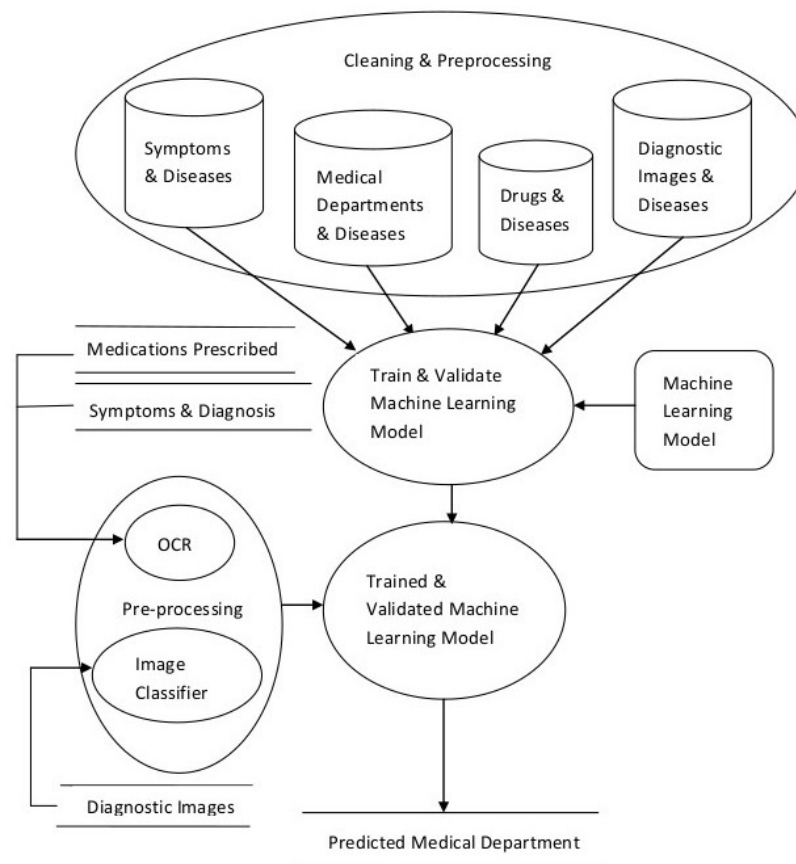 Cleaning & Preprocessing
Symptoms
& Diseases
Medical
Departments
& Diseases
Drugs &
Diseases
Diagnostic
Images &
Diseases
Medications Prescribed
Symptoms & Diagnosis
Train & Validate
Machine Learning
Model
Machine
Learning
Model
OCR
Pre-processing
Image
Classifier
Trained &
Validated Machine
Learning Model
Diagnostic Images
Predicted Medical Department